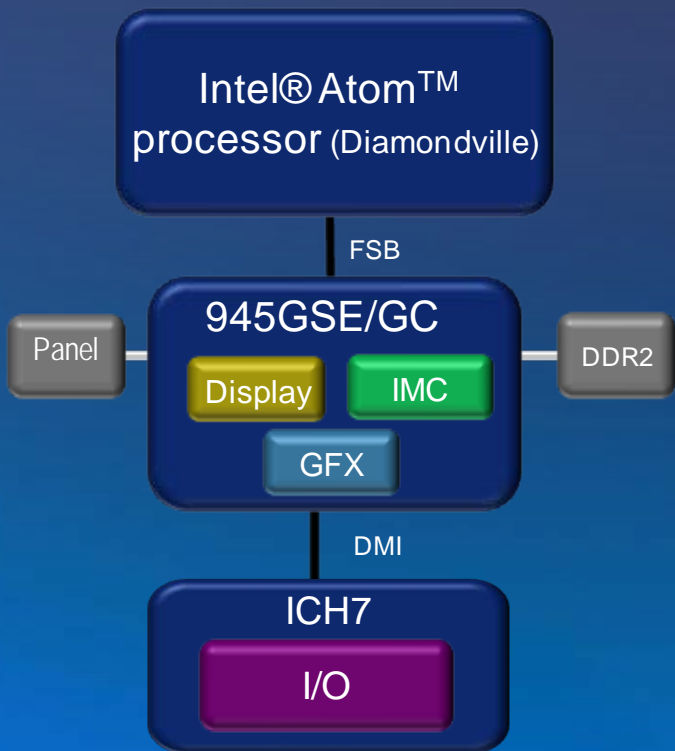 Intel® Atom™
processor (Diamondville)
FSB
945GSE/GC
Panel
Display
IMC
DDR2
GFX
DMI
ICH7
I/O